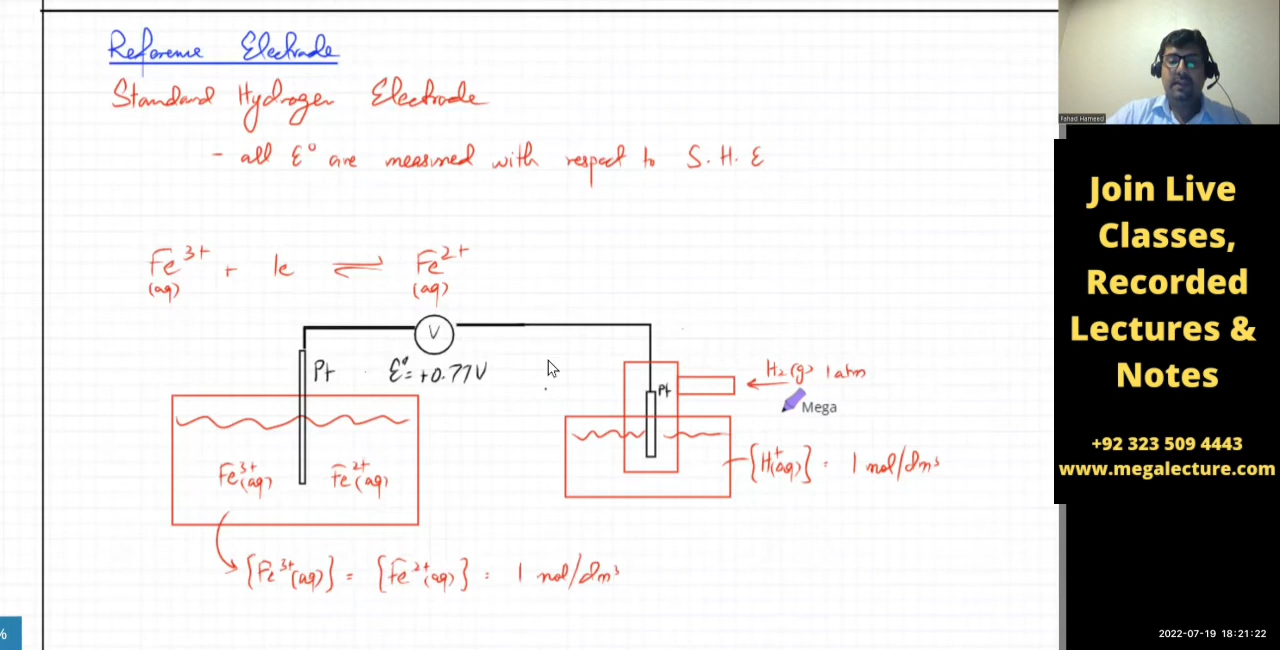 Reference Electrode
Standard Hydrogen Electrode
- all E° are measured with respect to S.H.E
Fe³⁺(aq) + 1e ⇌ Fe²⁺(aq)
V
Pt
E°= +0.77V
Pt
H₂(g) 1 atm
Mega
Fe³⁺(aq) Fe²⁺(aq)
[H⁺(aq)] = 1 mol/dm³
[Fe³⁺(aq)] = [Fe²⁺(aq)] = 1 mol/dm³
%
Fahad Hameed
Join Live
Classes,
Recorded
Lectures &
Notes
+92 323 509 4443
www.megalecture.com
2022-07-19 18:21:22